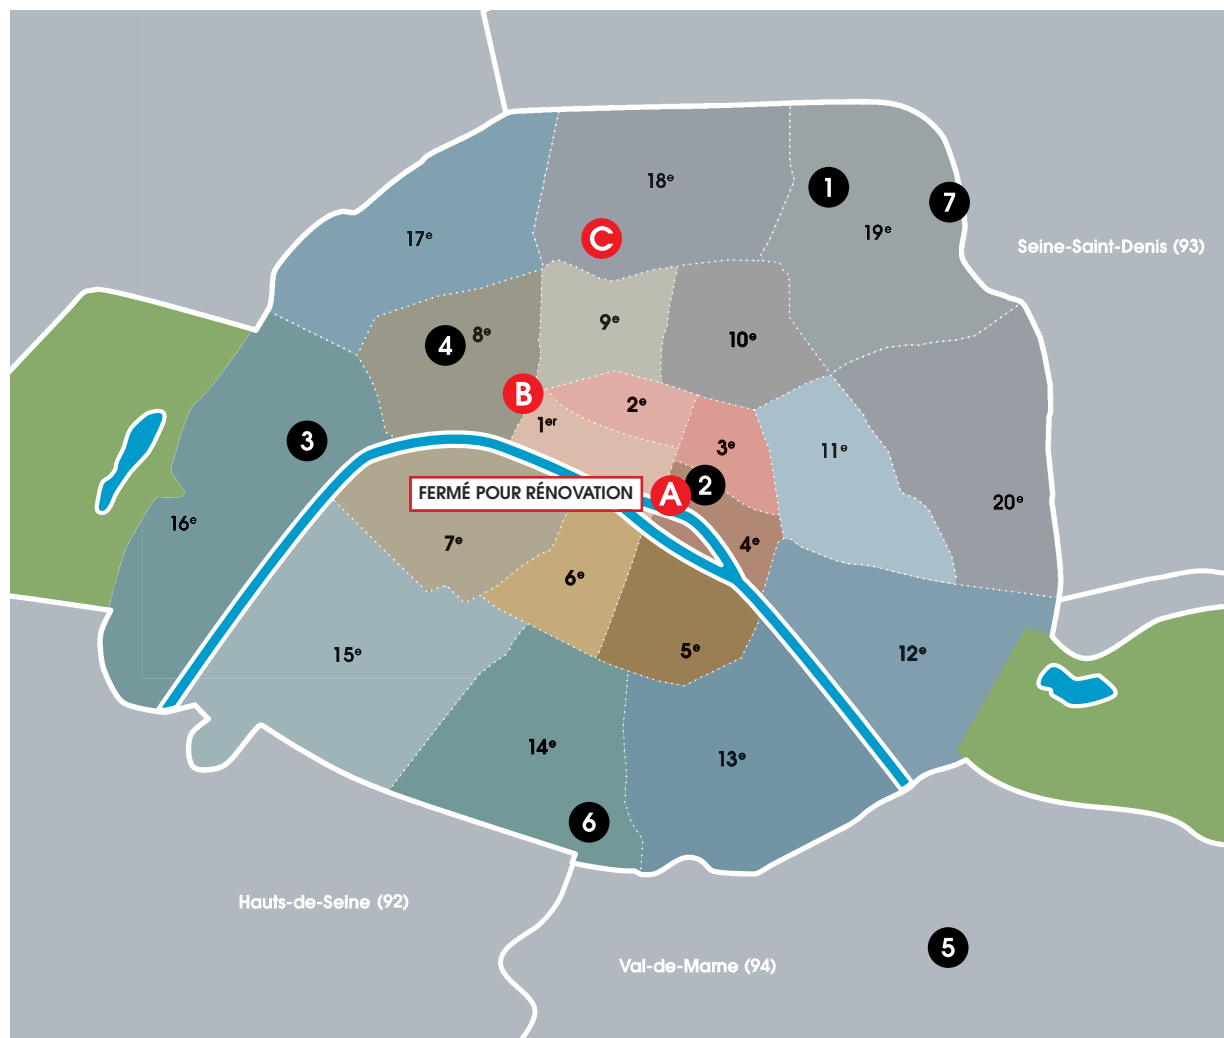 18ᵉ
1
7
17ᵉ
C
19ᵉ
Seine-Saint-Denis (93)
9ᵉ
8ᵉ
4
10ᵉ
B
2ᵉ
1ᵉʳ
3
3ᵉ
11ᵉ
FERMÉ POUR RÉNOVATION
A
2
20ᵉ
16ᵉ
7ᵉ
4ᵉ
6ᵉ
15ᵉ
5ᵉ
12ᵉ
14ᵉ
13ᵉ
6
Hauts-de-Seine (92)
5
Val-de-Marne (94)